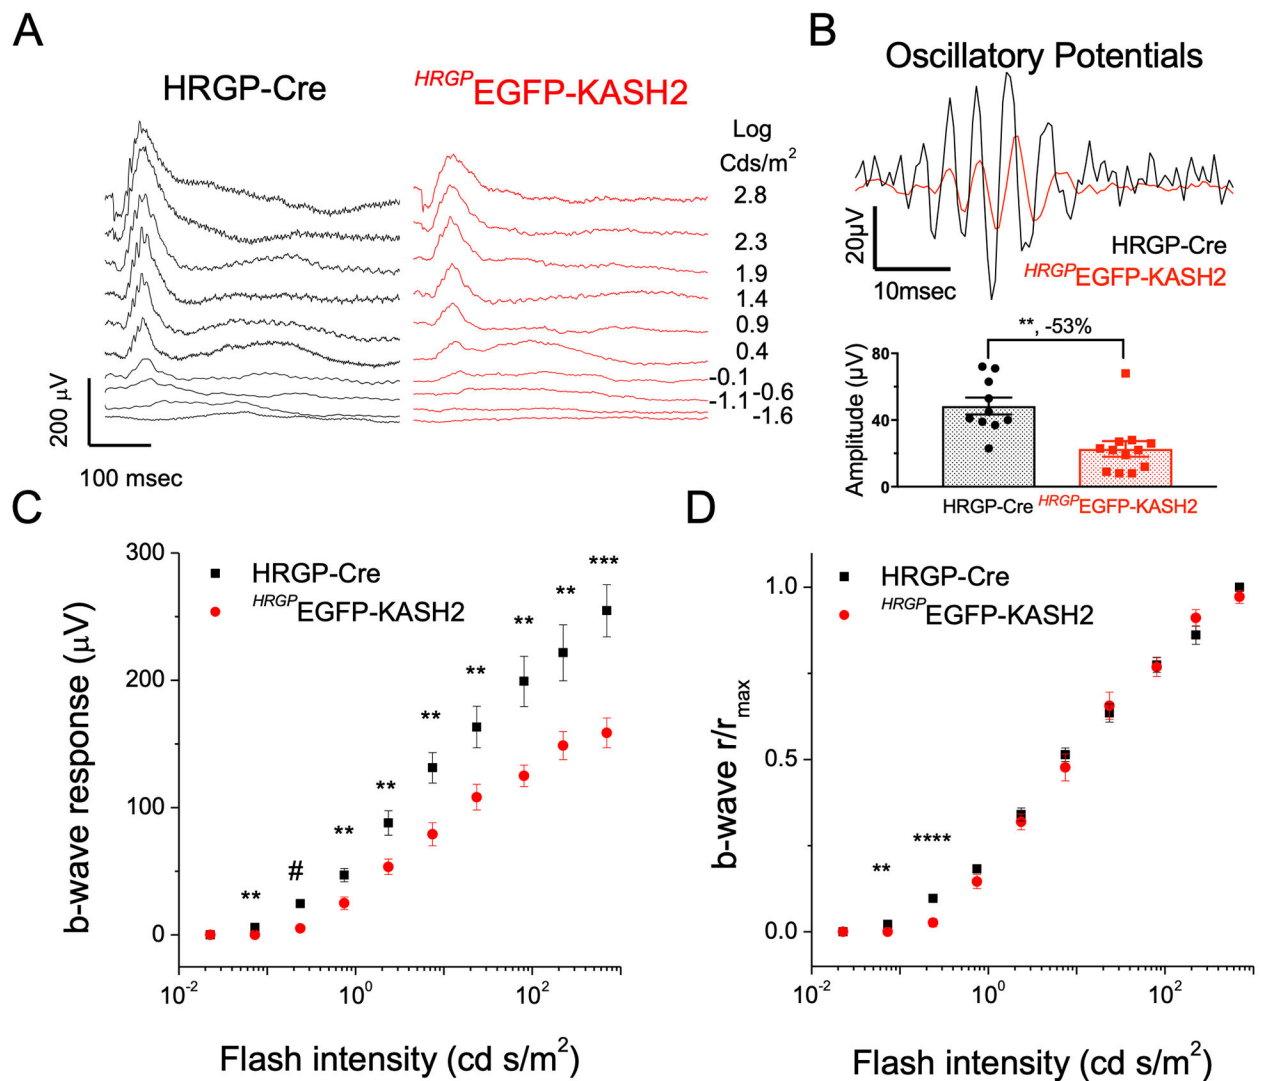 A
HRGP-Cre
HRGPEGFP-KASH2
Log
Cds/m2
2.8
2.3
1.9
1.4
0.9
0.4
-0.1
-0.6
-1.1
-1.6
200 μV
100 msec
B
Oscillatory Potentials
20μV
10msec
HRGP-Cre
HRGPEGFP-KASH2
**, -53%
Amplitude (μV)
80
40
0
HRGP-Cre
HRGPEGFP-KASH2
C
b-wave response (μV)
300
200
100
0
HRGP-Cre
HRGPEGFP-KASH2
**
#
**
**
**
**
**
**
***
10-2
100
102
Flash intensity (cd s/m2)
D
b-wave r/rmax
1.0
0.5
0.0
HRGP-Cre
HRGPEGFP-KASH2
**
****
10-2
100
102
Flash intensity (cd s/m2)